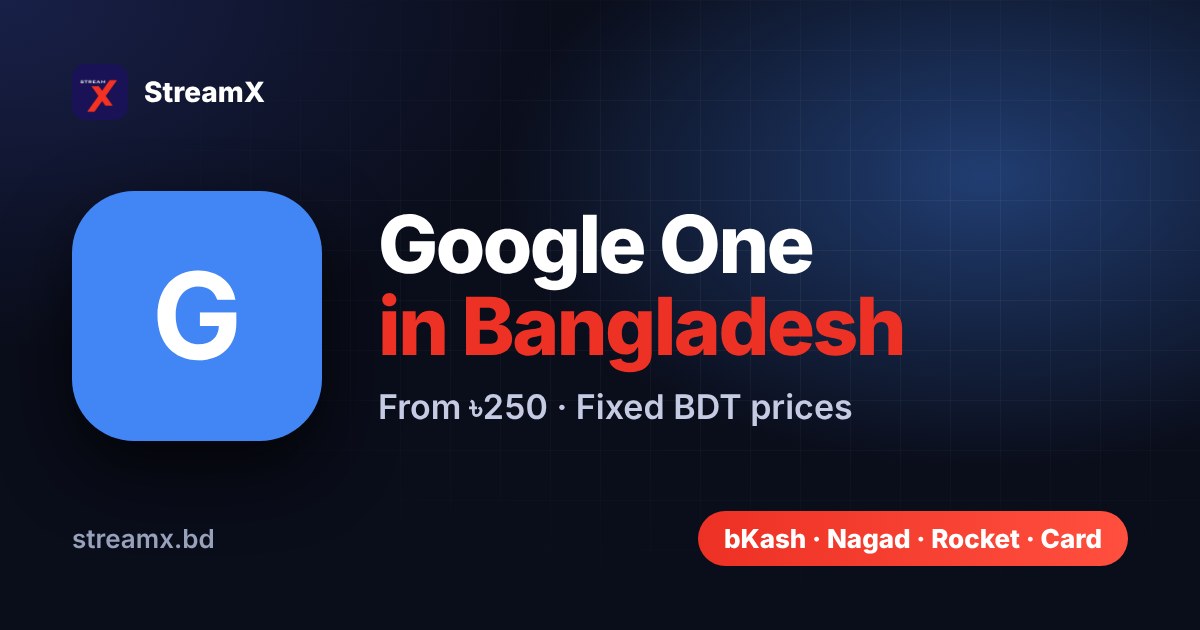 STREAM
X
StreamX
G
Google One
in Bangladesh
From ৳250 · Fixed BDT prices
streamx.bd
bKash · Nagad · Rocket · Card